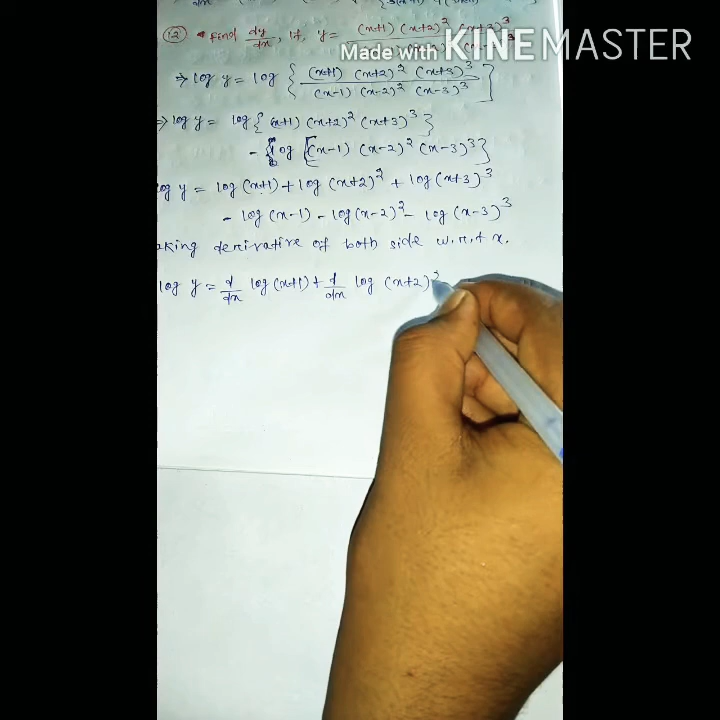 (12) • Find dy/dx, if, y = (x+1) (x+2)² (x+3)³
Made with KINEMASTER
⇒ log y = log { (x+1) (x+2)² (x+3)³ / (x-1) (x-2)² (x-3)³ }
⇒ log y = log { (x+1) (x+2)² (x+3)³ }
- { log [(x-1) (x-2)² (x-3)³ }
og y = log (x+1) + log (x+2)² + log (x+3)³
- log (x-1) - log (x-2)² - log (x-3)³
aking derivative of both side w.r.t x.
log y = d/dx log (x+1) + d/dx log (x+2)